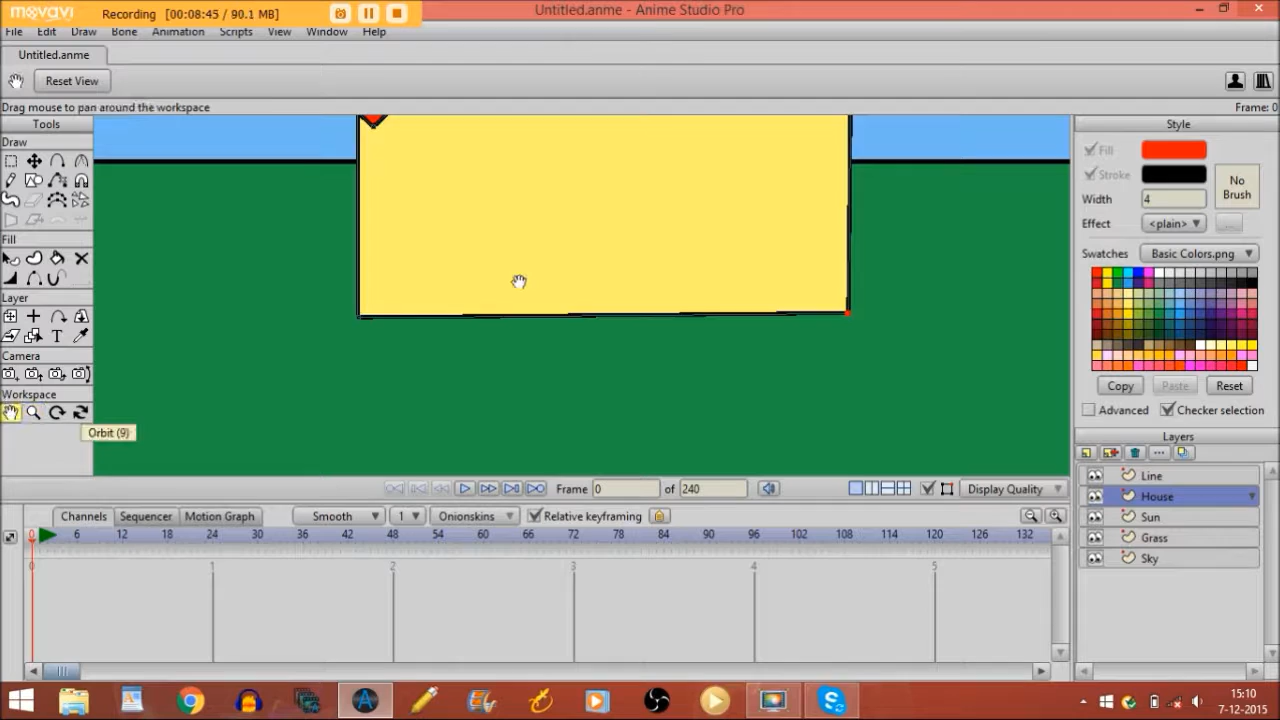 movavi Recording [00:08:45 / 90.1 MB]
Untitled.anme - Anime Studio Pro
File Edit Draw Bone Animation Scripts View Window Help
Untitled.anme
Reset View
Drag mouse to pan around the workspace
Frame: 0
Tools
Draw
Fill
Layer
T
Camera
Workspace
Orbit (9)
Style
Fill
Stroke
Width 4
No Brush
Effect <plain>
...
Swatches Basic Colors.png
Copy Paste Reset
Advanced Checker selection
Layers
Line
House
Sun
Grass
Sky
Frame 0 of 240
Display Quality
Channels Sequencer Motion Graph Smooth 1 Onionskins Relative keyframing
0 6 12 18 24 30 36 42 48 54 60 66 72 78 84 90 96 102 108 114 120 126 132
0 1 2 3 4 5
15:10
7-12-2015